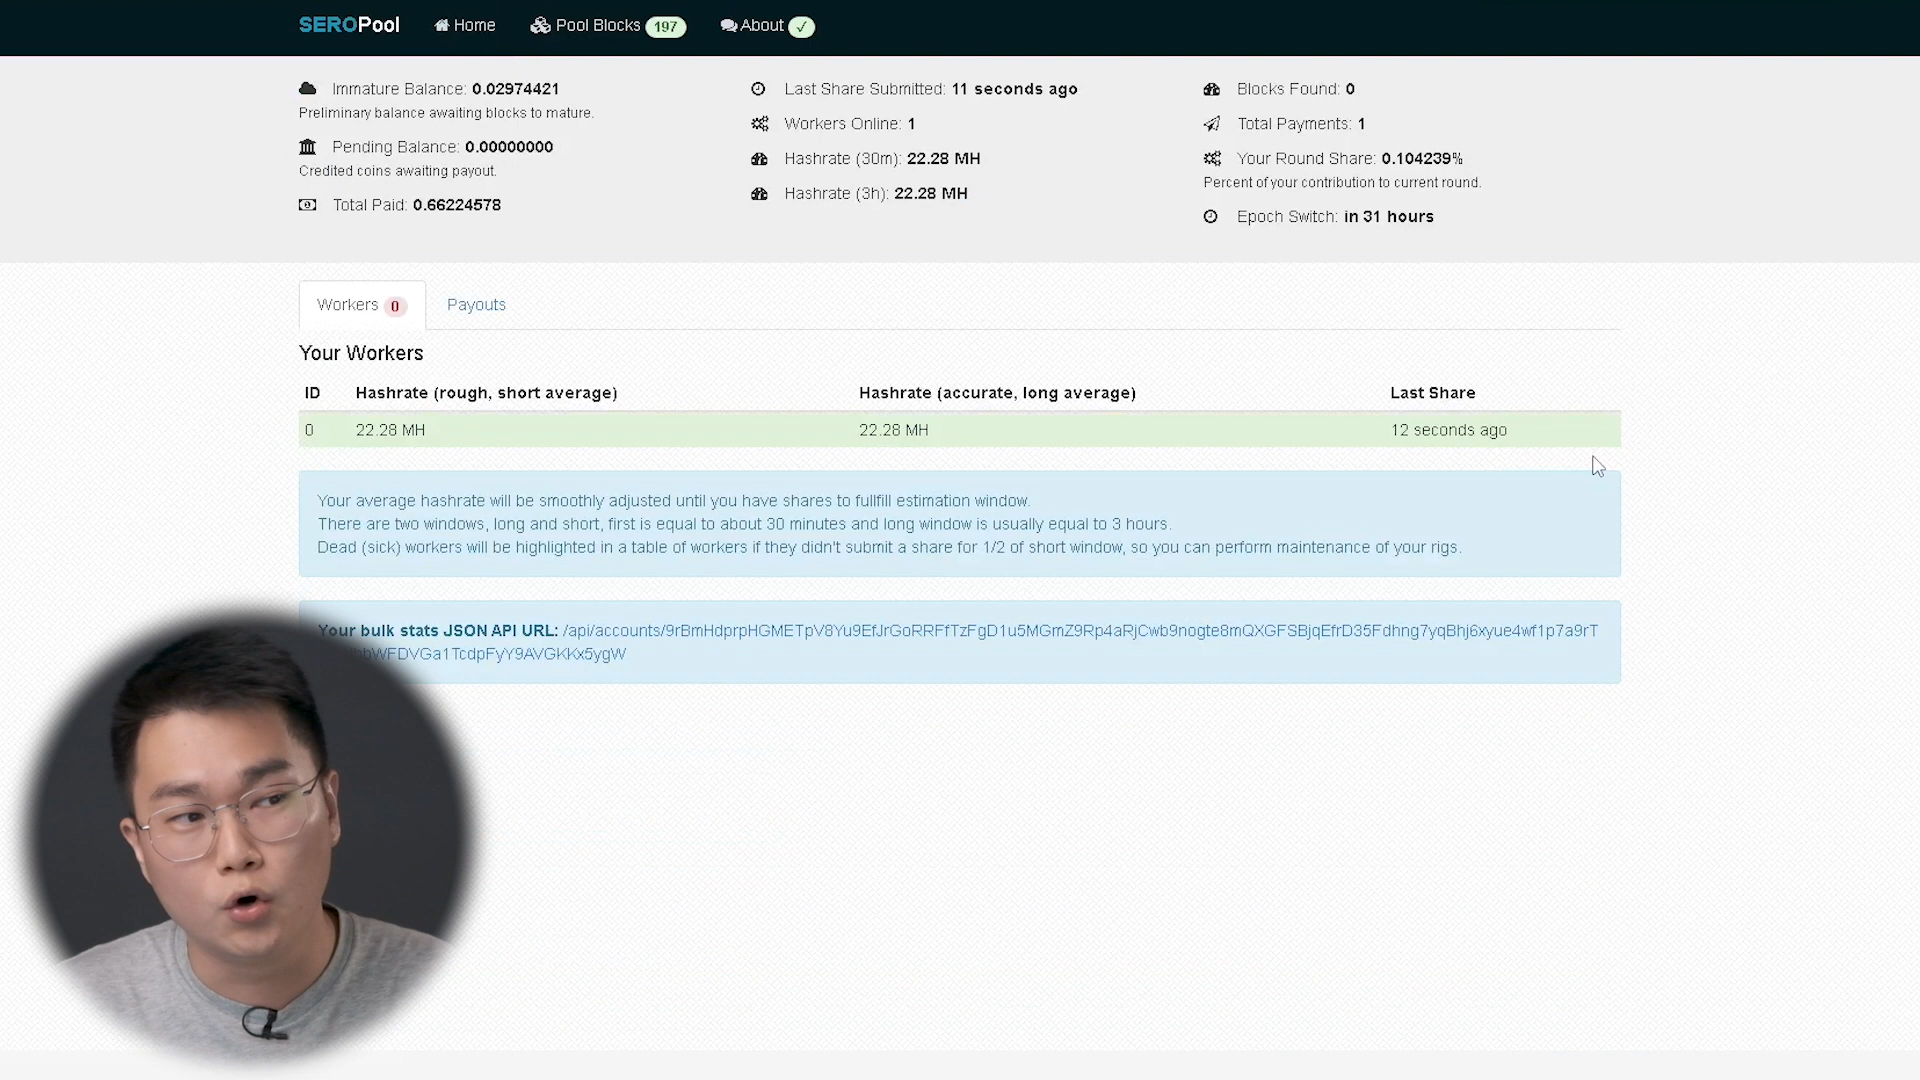 SEROPool
Home
Pool Blocks 197
About ✓
Immature Balance: 0.02974421
Preliminary balance awaiting blocks to mature.
Pending Balance: 0.00000000
Credited coins awaiting payout.
Total Paid: 0.66224578
Last Share Submitted: 11 seconds ago
Workers Online: 1
Hashrate (30m): 22.28 MH
Hashrate (3h): 22.28 MH
Blocks Found: 0
Total Payments: 1
Your Round Share: 0.104239%
Percent of your contribution to current round.
Epoch Switch: in 31 hours
Workers 0
Payouts
Your Workers
ID Hashrate (rough, short average) Hashrate (accurate, long average) Last Share
0 22.28 MH 22.28 MH 12 seconds ago
Your average hashrate will be smoothly adjusted until you have shares to fullfill estimation window.
There are two windows, long and short, first is equal to about 30 minutes and long window is usually equal to 3 hours.
Dead (sick) workers will be highlighted in a table of workers if they didn't submit a share for 1/2 of short window, so you can perform maintenance of your rigs.
Your bulk stats JSON API URL: /api/accounts/9rBmHdprpHGMETpV8Yu9EfJrGoRRFfTzFgD1u5MGmZ9Rp4aRjCwb9nogte8mQXGFSBjqEfrD35Fdhng7yqBhj6xyue4wf1p7a9rT
bWFDVGa1TcdpFyY9AVGKKx5ygW